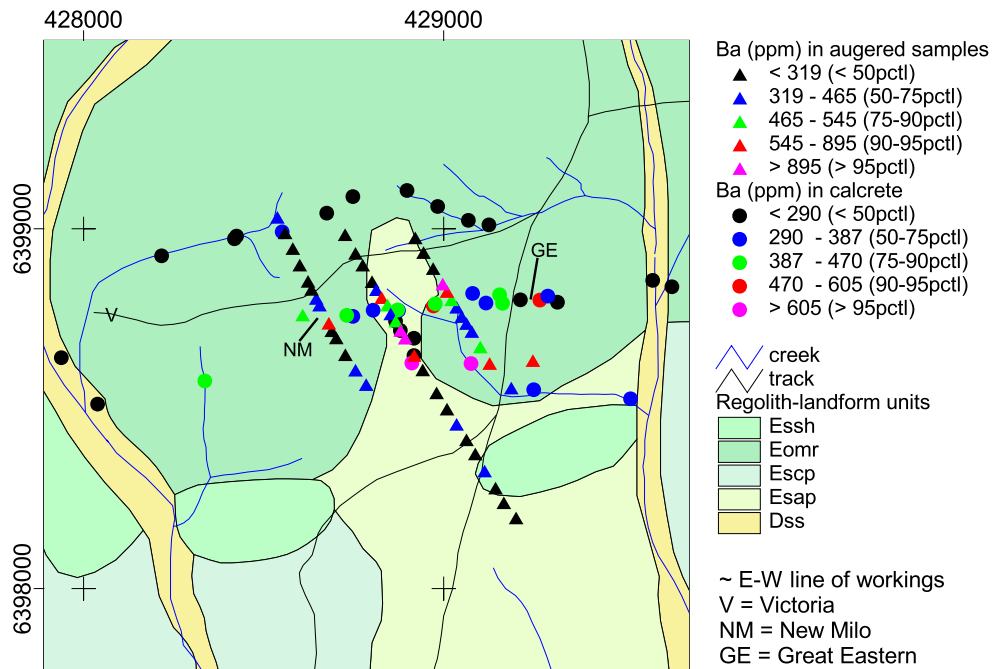 428000 429000
6399000
6398000
GE
V
NM
Ba (ppm) in augered samples
< 319 (< 50pctl)
319 - 465 (50-75pctl)
465 - 545 (75-90pctl)
545 - 895 (90-95pctl)
> 895 (> 95pctl)
Ba (ppm) in calcrete
< 290 (< 50pctl)
290 - 387 (50-75pctl)
387 - 470 (75-90pctl)
470 - 605 (90-95pctl)
> 605 (> 95pctl)
creek
track
Regolith-landform units
Essh
Eomr
Escp
Esap
Dss
~ E-W line of workings
V = Victoria
NM = New Milo
GE = Great Eastern